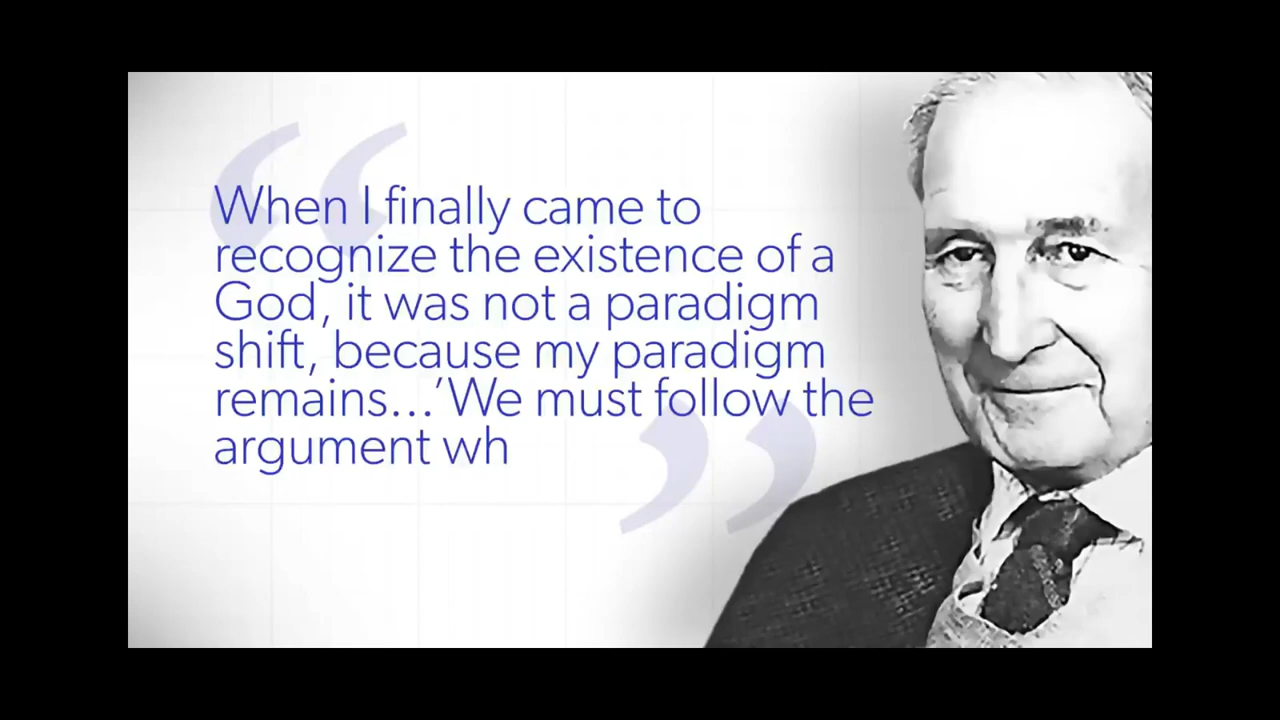 When I finally came to
recognize the existence of a
God, it was not a paradigm
shift, because my paradigm
remains...’We must follow the
argument wh